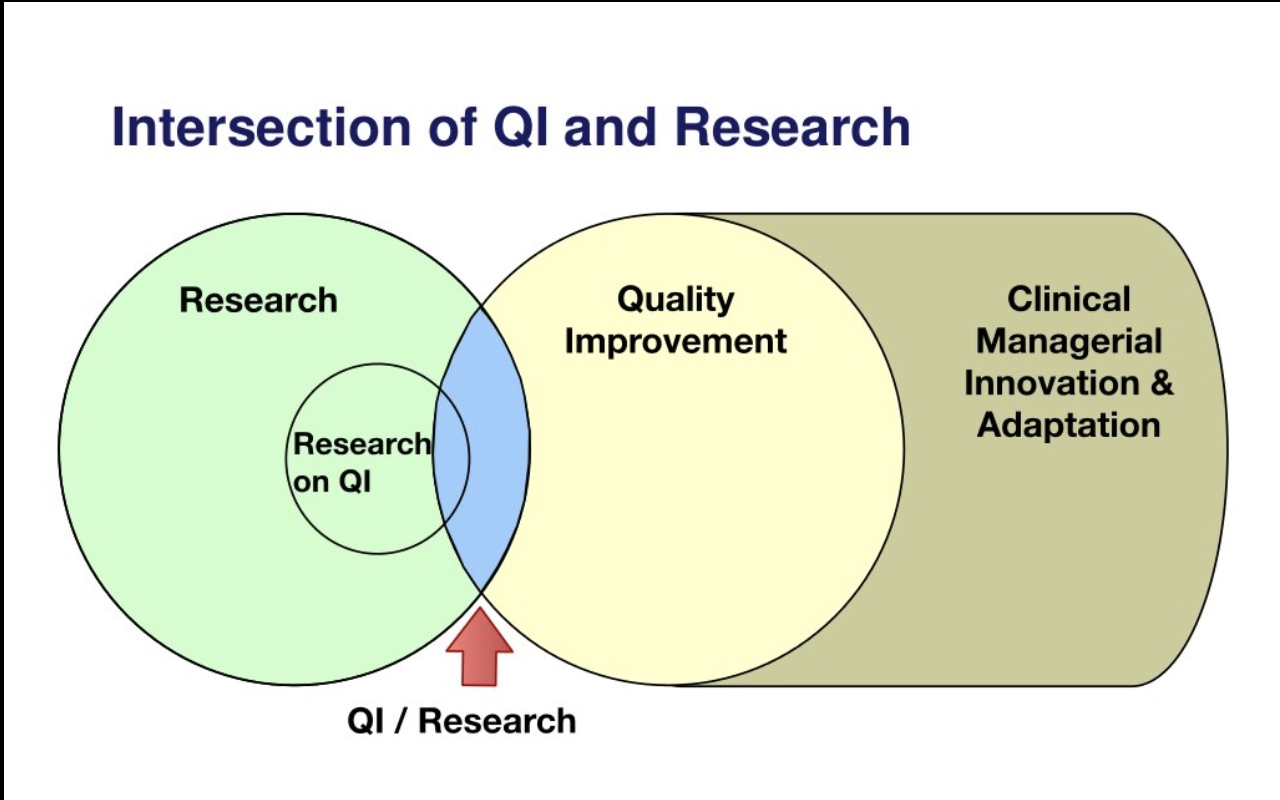 Intersection of QI and Research
Research
Quality
Improvement
Clinical
Managerial
Innovation &
Adaptation
Research
on QI
QI / Research